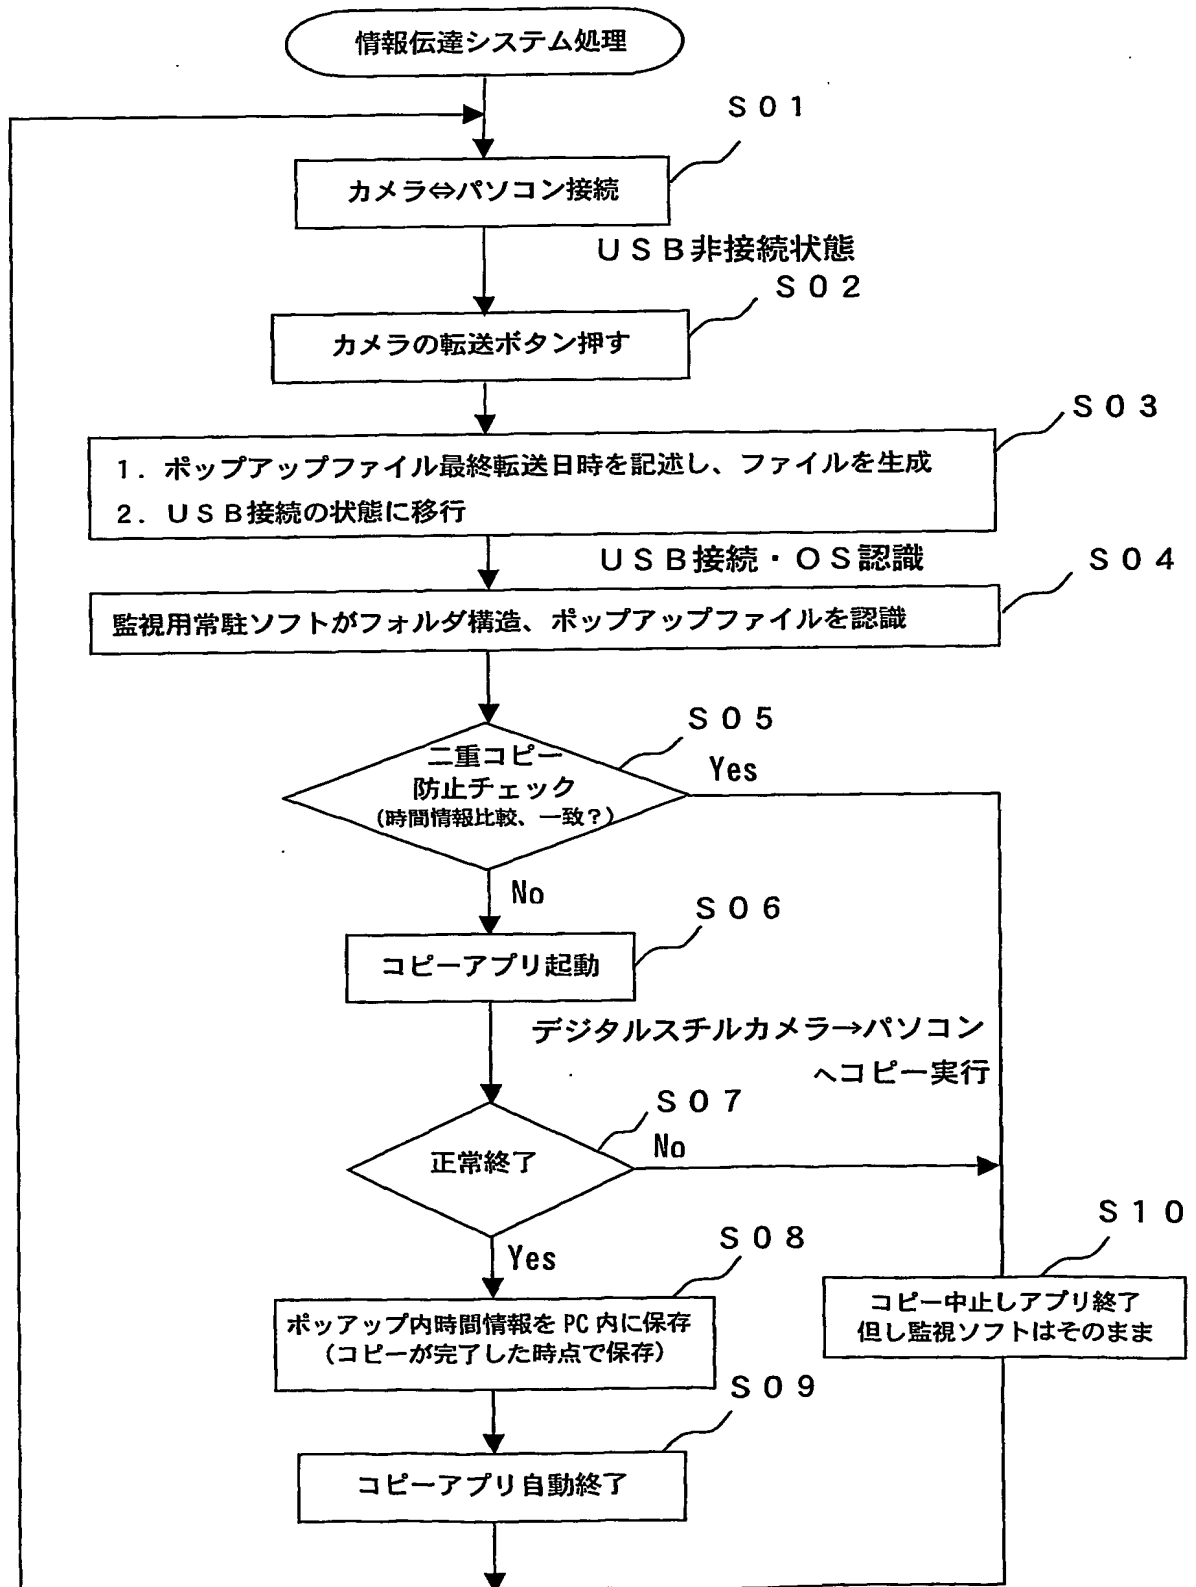 情報伝達システム処理
S01
カメラ⇔パソコン接続
USB非接続状態
S02
カメラの転送ボタン押す
S03
1. ポップアップファイル最終転送日時を記述し、ファイルを生成
2. USB接続の状態に移行
USB接続・OS認識
S04
監視用常駐ソフトがフォルダ構造、ポップアップファイルを認識
S05
二重コピー
防止チェック
(時間情報比較、一致?)
Yes
No
S06
コピーアプリ起動
デジタルスチルカメラ→パソコン
へコピー実行
S07
正常終了
No
Yes
S08
ポッアップ内時間情報をPC内に保存
(コピーが完了した時点で保存)
S10
コピー中止しアプリ終了
但し監視ソフトはそのまま
S09
コピーアプリ自動終了